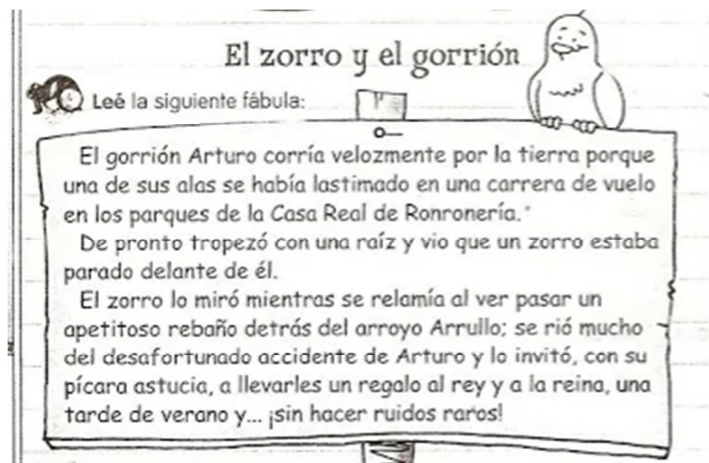 El zorro y el gorrión
Leé la siguiente fábula:
El gorrión Arturo corría velozmente por la tierra porque
una de sus alas se había lastimado en una carrera de vuelo
en los parques de la Casa Real de Ronronería.
De pronto tropezó con una raíz y vio que un zorro estaba
parado delante de él.
El zorro lo miró mientras se relamía al ver pasar un
apetitoso rebaño detrás del arroyo Arrullo; se rió mucho
del desafortunado accidente de Arturo y lo invitó, con su
pícara astucia, a llevarles un regalo al rey y a la reina, una
tarde de verano y... ¡sin hacer ruidos raros!